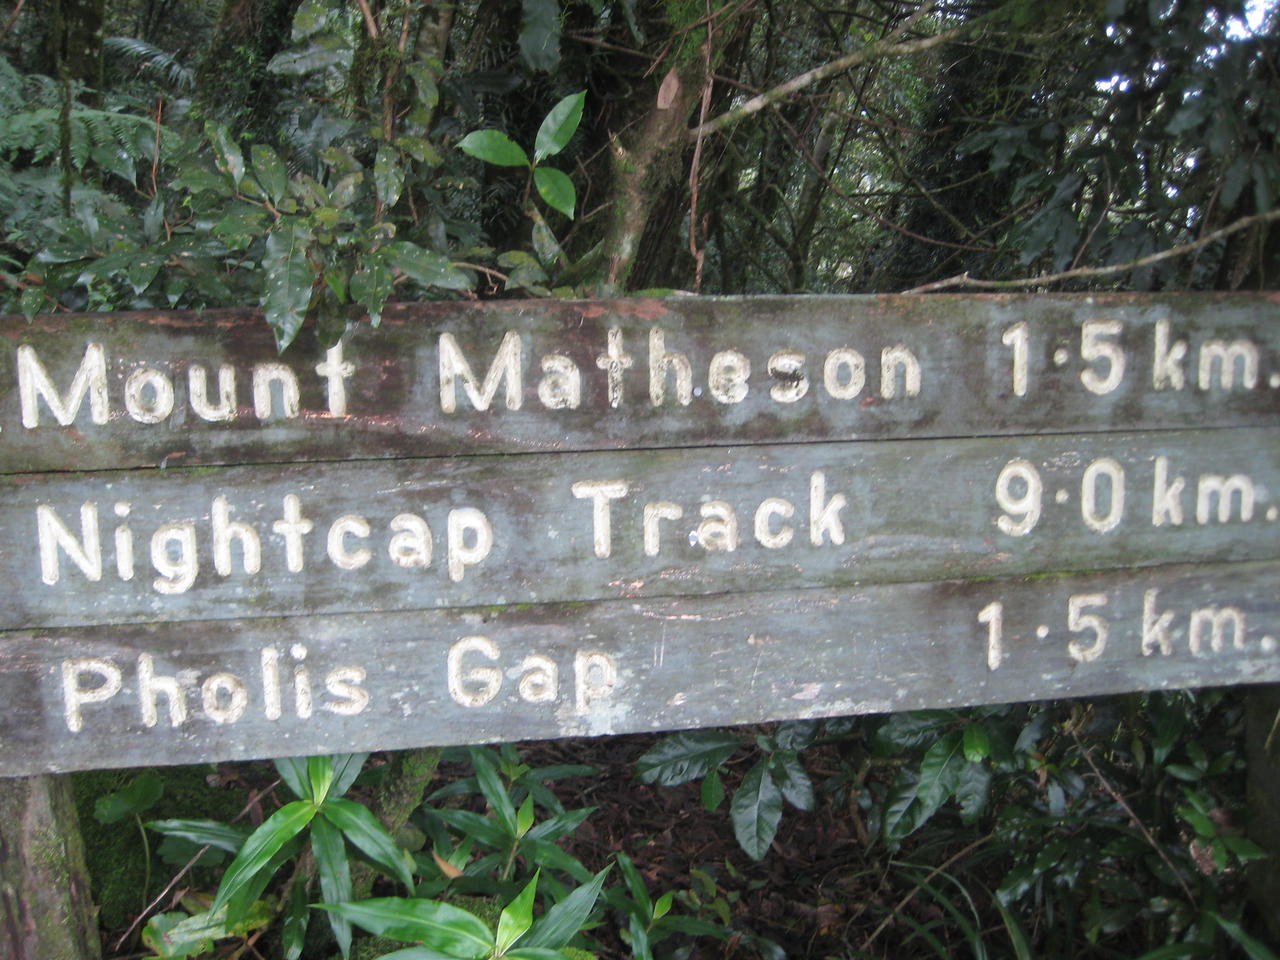 Mount Matheson 1·5 km.
Nightcap Track 9·0 km.
Pholis Gap 1·5 km.